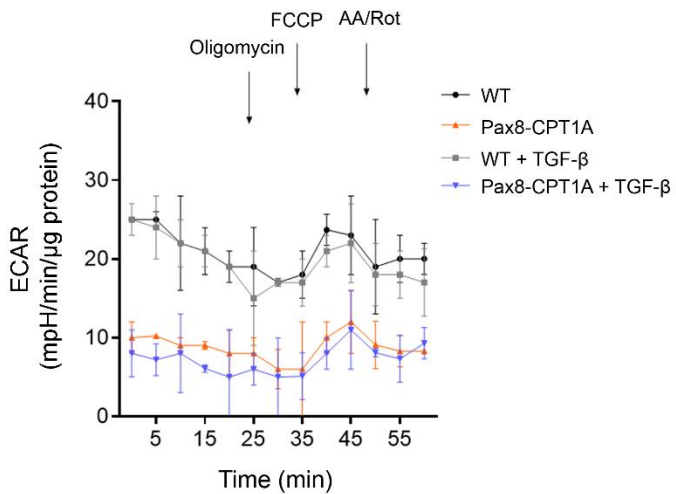 FCCP AA/Rot
Oligomycin
WT
Pax8-CPT1A
WT + TGF-β
Pax8-CPT1A + TGF-β
ECAR
(mpH/min/µg protein)
40
30
20
10
0
5 15 25 35 45 55
Time (min)